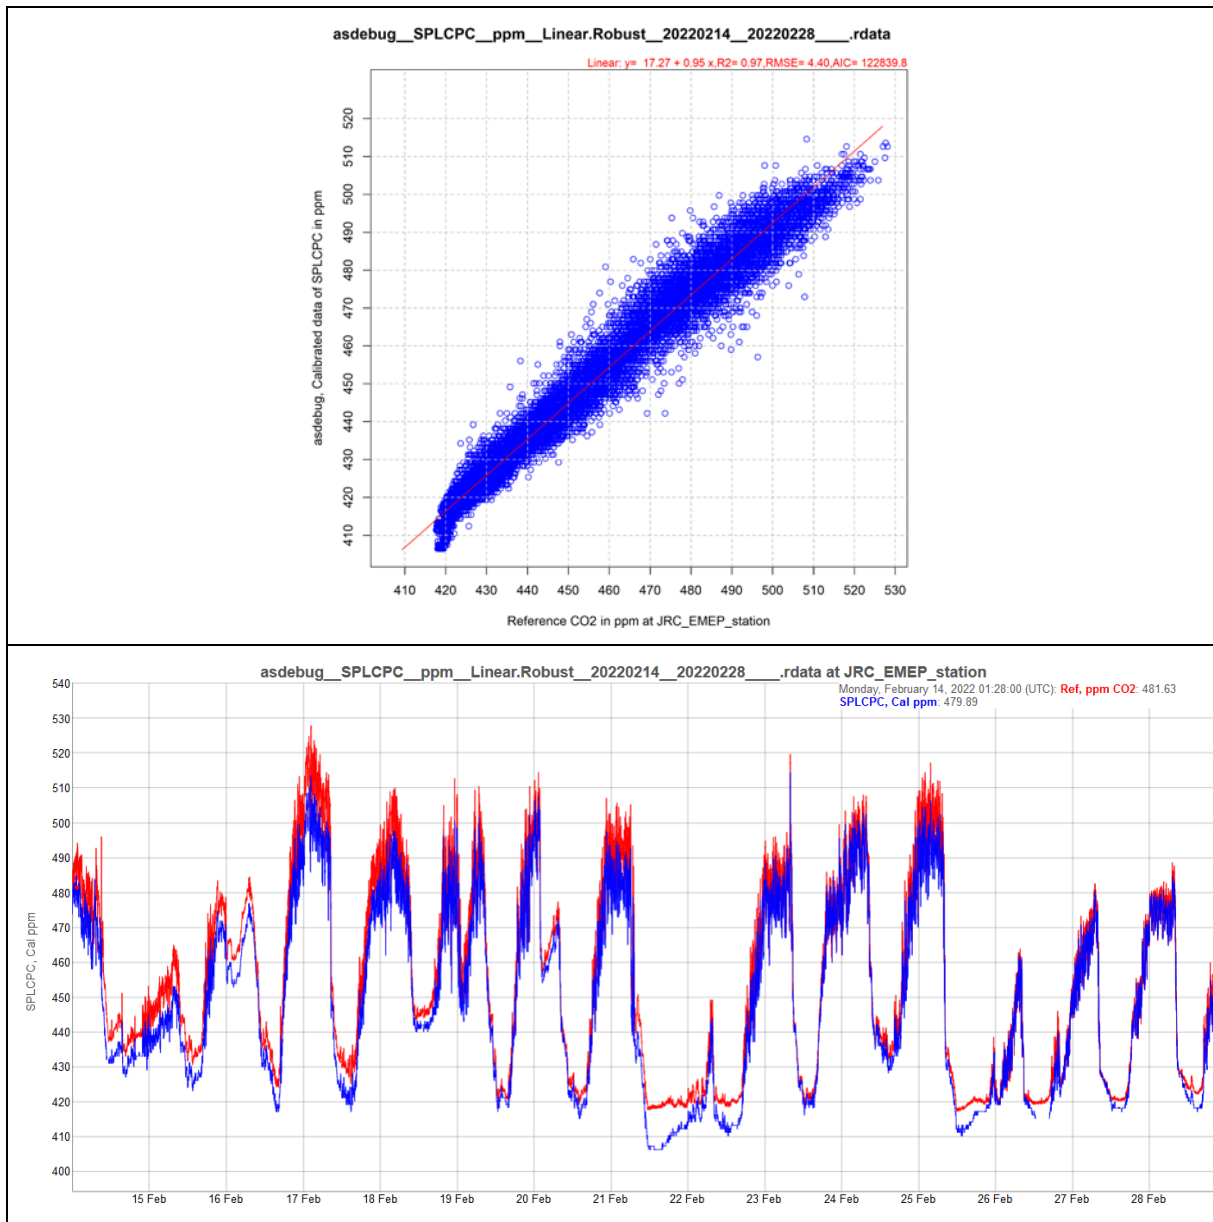 asdebug__SPLCPC__ppm__Linear.Robust__20220214__20220228____.rdata
Linear: y= 17.27 + 0.95 x,R2= 0.97,RMSE= 4.40,AIC= 122839.8
asdebug, Calibrated data of SPLCPC in ppm
520
510
500
490
480
470
460
450
440
430
420
410
410 420 430 440 450 460 470 480 490 500 510 520 530
Reference CO2 in ppm at JRC_EMEP_station
asdebug__SPLCPC__ppm__Linear.Robust__20220214__20220228____.rdata at JRC_EMEP_station
Monday, February 14, 2022 01:28:00 (UTC): Ref, ppm CO2: 481.63
SPLCPC, Cal ppm: 479.89
SPLCPC, Cal ppm
540
530
520
510
500
490
480
470
460
450
440
430
420
410
400
15 Feb 16 Feb 17 Feb 18 Feb 19 Feb 20 Feb 21 Feb 22 Feb 23 Feb 24 Feb 25 Feb 26 Feb 27 Feb 28 Feb